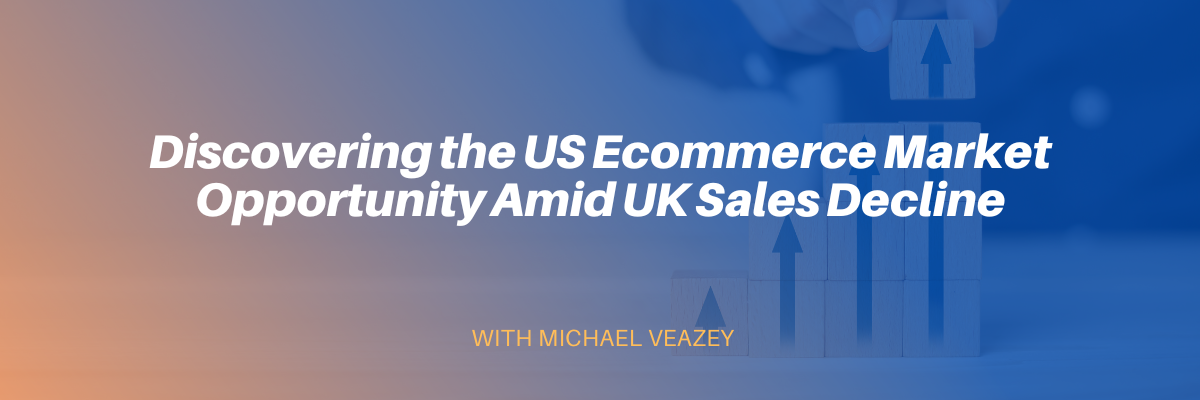 Discovering the US Ecommerce Market
Opportunity Amid UK Sales Decline
WITH MICHAEL VEAZEY